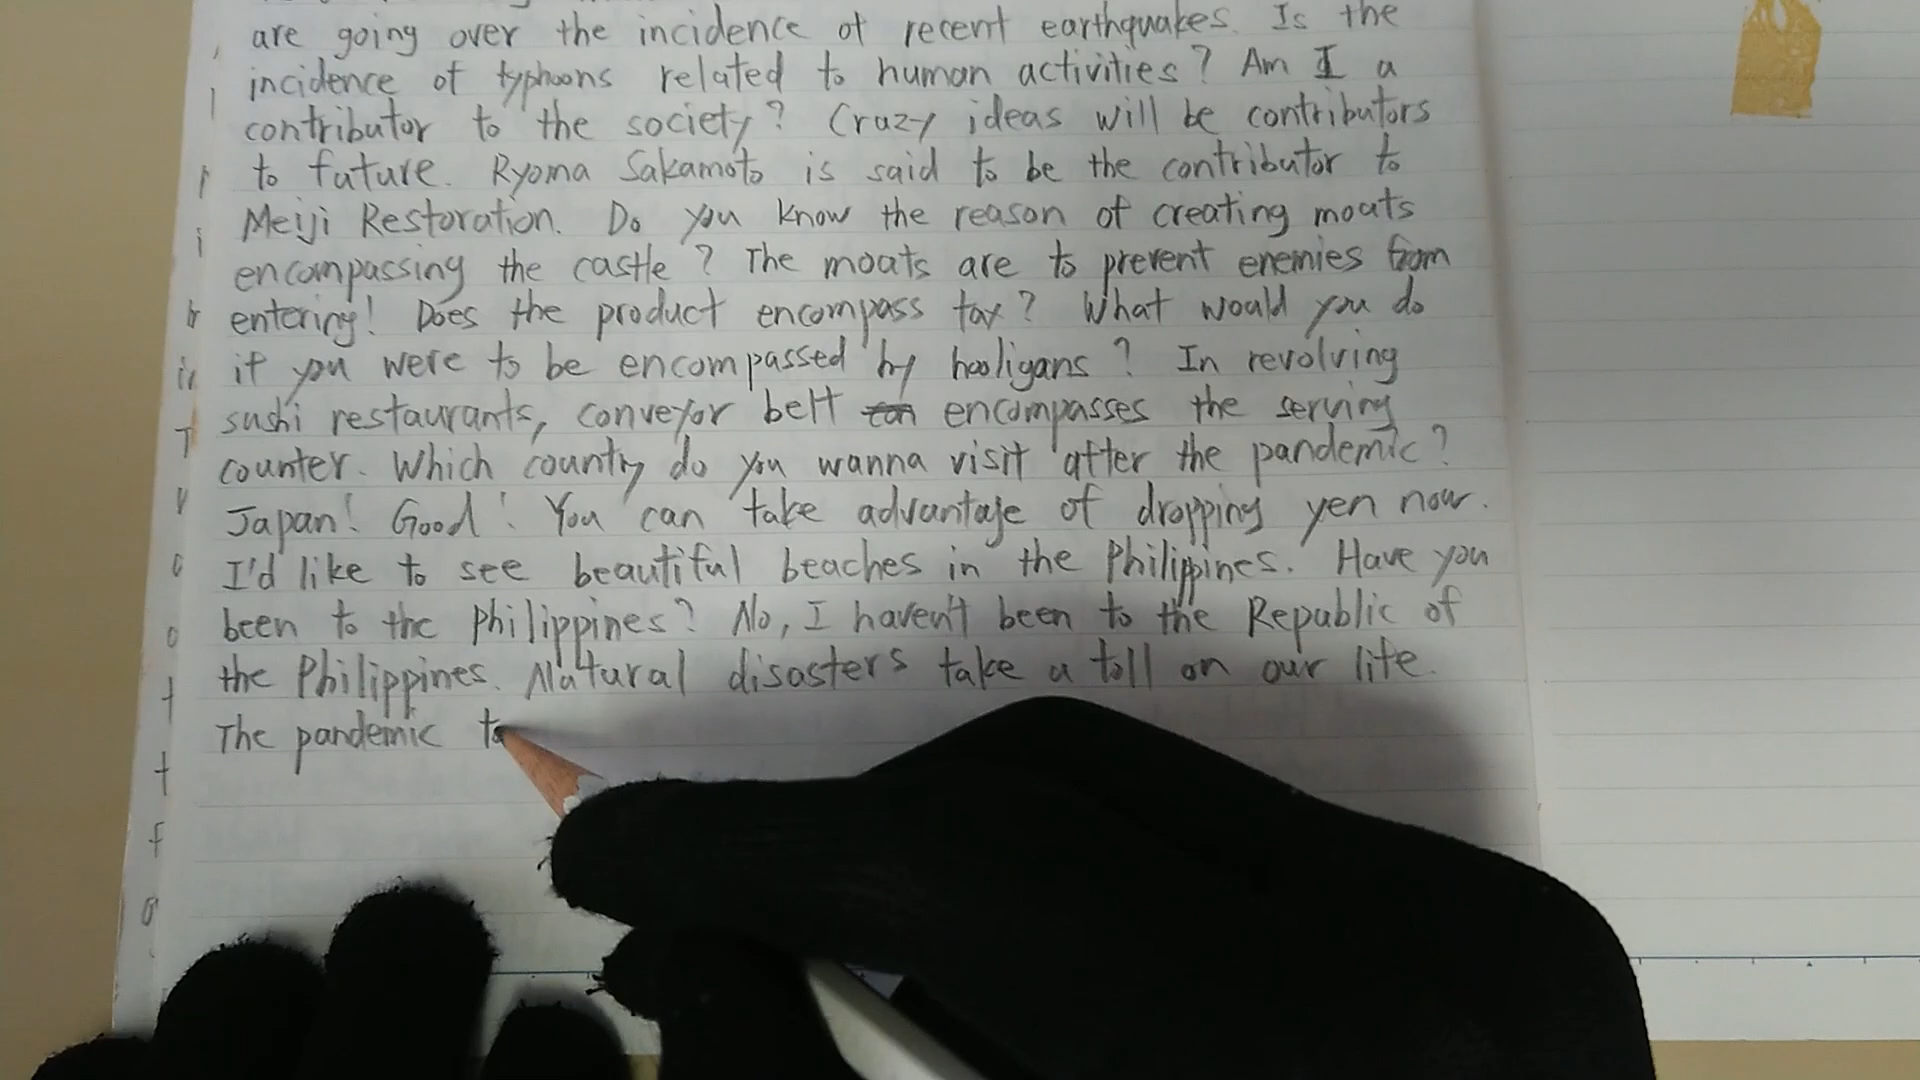 are going over the incidence of recent earthquakes. Is the
incidence of typhoons related to human activities? Am I a
contributor to the society? Crazy ideas will be contributors
to future. Ryoma Sakamoto is said to be the contributor to
Meiji Restoration. Do you know the reason of creating moats
encompassing the castle? The moats are to prevent enemies from
entering! Does the product encompass tax? What would you do
if you were to be encompassed by hooligans? In revolving
sushi restaurants, conveyor belt encompasses the serving
counter. Which country do you wanna visit after the pandemic?
Japan! Good! You can take advantage of dropping yen now.
I'd like to see beautiful beaches in the Philippines. Have you
been to the Philippines? No, I haven't been to the Republic of
the Philippines. Natural disasters take a toll on our life.
The pandemic to